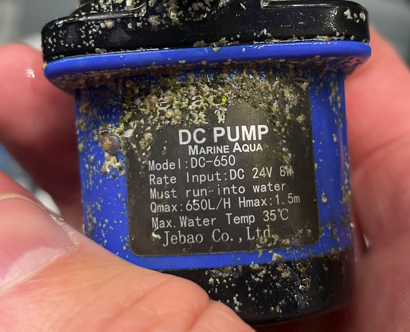 DC PUMP
MARINE AQUA
Model:DC-650
Rate Input:DC 24V 8W
Must run-into water
Qmax:650L/H Hmax:1.5m
Max.Water Temp 35℃
Jebao Co.,Ltd